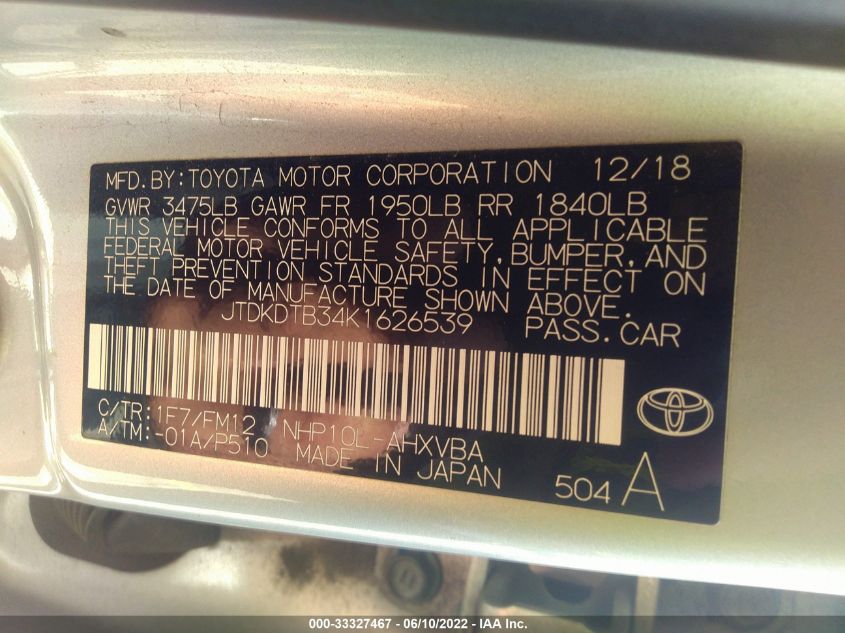 MFD.BY:TOYOTA MOTOR CORPORATION 12/18
GVWR 3475LB GAWR FR 1950LB RR 1840LB
THIS VEHICLE CONFORMS TO ALL APPLICABLE
FEDERAL MOTOR VEHICLE SAFETY, BUMPER, AND
THEFT PREVENTION STANDARDS IN EFFECT ON
THE DATE OF MANUFACTURE SHOWN ABOVE.
JTDKDTB34K1626539 PASS.CAR
C/TR:1F7/FM12 NHP10L-AHXVBA
A/TM:-01A/P510 MADE IN JAPAN
504 A
000-33327467 - 06/10/2022 - IAA Inc.